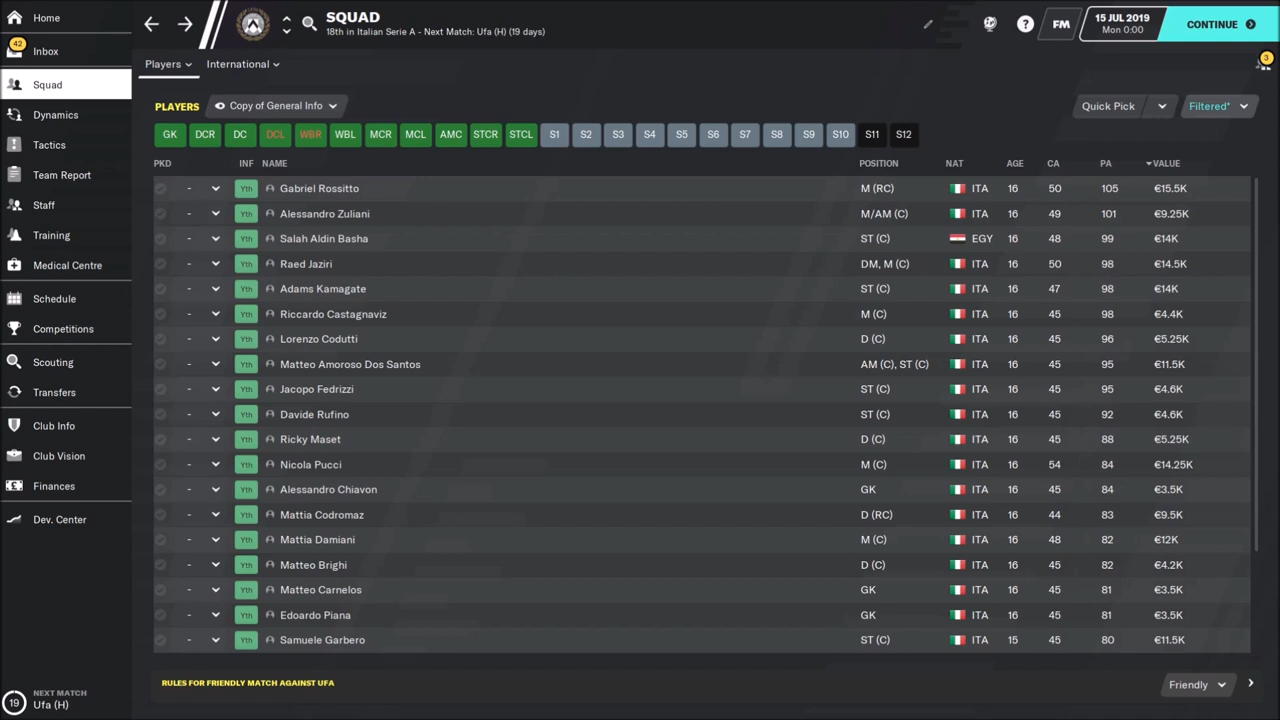 Home
42
Inbox
Squad
Dynamics
Tactics
Team Report
Staff
Training
Medical Centre
Schedule
Competitions
Scouting
Transfers
Club Info
Club Vision
Finances
Dev. Center
19
NEXT MATCH
Ufa (H)
SQUAD
18th in Italian Serie A - Next Match: Ufa (H) (19 days)
?
FM
15 JUL 2019
Mon 0:00
CONTINUE
Players
International
3
PLAYERS
Copy of General Info
Quick Pick
Filtered*
GK DCR DC DCL WBR WBL MCR MCL AMC STCR STCL S1 S2 S3 S4 S5 S6 S7 S8 S9 S10 S11 S12
PKD INF NAME POSITION NAT AGE CA PA VALUE
- Yth Gabriel Rossitto M (RC) ITA 16 50 105 €15.5K
- Yth Alessandro Zuliani M/AM (C) ITA 16 49 101 €9.25K
- Yth Salah Aldin Basha ST (C) EGY 16 48 99 €14K
- Yth Raed Jaziri DM, M (C) ITA 16 50 98 €14.5K
- Yth Adams Kamagate ST (C) ITA 16 47 98 €14K
- Yth Riccardo Castagnaviz M (C) ITA 16 45 98 €4.4K
- Yth Lorenzo Codutti D (C) ITA 16 45 96 €5.25K
- Yth Matteo Amoroso Dos Santos AM (C), ST (C) ITA 16 45 95 €11.5K
- Yth Jacopo Fedrizzi ST (C) ITA 16 45 95 €4.6K
- Yth Davide Rufino ST (C) ITA 16 45 92 €4.6K
- Yth Ricky Maset D (C) ITA 16 45 88 €5.25K
- Yth Nicola Pucci M (C) ITA 16 54 84 €14.25K
- Yth Alessandro Chiavon GK ITA 16 45 84 €3.5K
- Yth Mattia Codromaz D (RC) ITA 16 44 83 €9.5K
- Yth Mattia Damiani M (C) ITA 16 48 82 €12K
- Yth Matteo Brighi D (C) ITA 16 45 82 €4.2K
- Yth Matteo Carnelos GK ITA 16 45 81 €3.5K
- Yth Edoardo Piana GK ITA 16 45 81 €3.5K
- Yth Samuele Garbero ST (C) ITA 15 45 80 €11.5K
RULES FOR FRIENDLY MATCH AGAINST UFA
Friendly